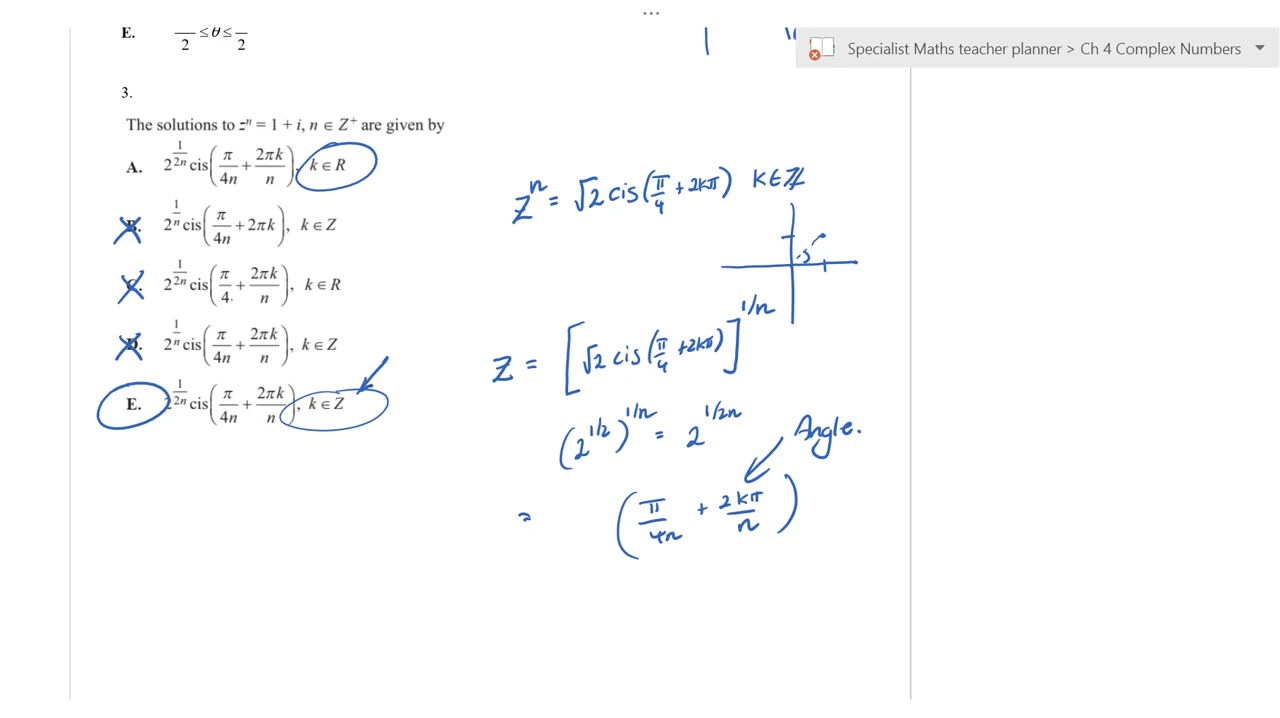 ...
E. /2 ≤ θ ≤ /2
Specialist Maths teacher planner > Ch 4 Complex Numbers
3.
The solutions to zⁿ = 1 + i, n ∈ Z⁺ are given by
A. 2^(1/2n) cis(π/4n + 2πk/n), k ∈ R
B. 2^(1/n) cis(π/4n + 2πk), k ∈ Z
C. 2^(1/2n) cis(π/4 + 2πk/n), k ∈ R
D. 2^(1/n) cis(π/4n + 2πk/n), k ∈ Z
E. 2^(1/2n) cis(π/4n + 2πk/n), k ∈ Z
zⁿ = √2 cis(π/4 + 2kπ) k ∈ ℤ
z = [√2 cis(π/4 + 2kπ)]^(1/n)
(2^(1/2))^(1/n) = 2^(1/2n)
Angle.
= (π/4n + 2kπ/n)